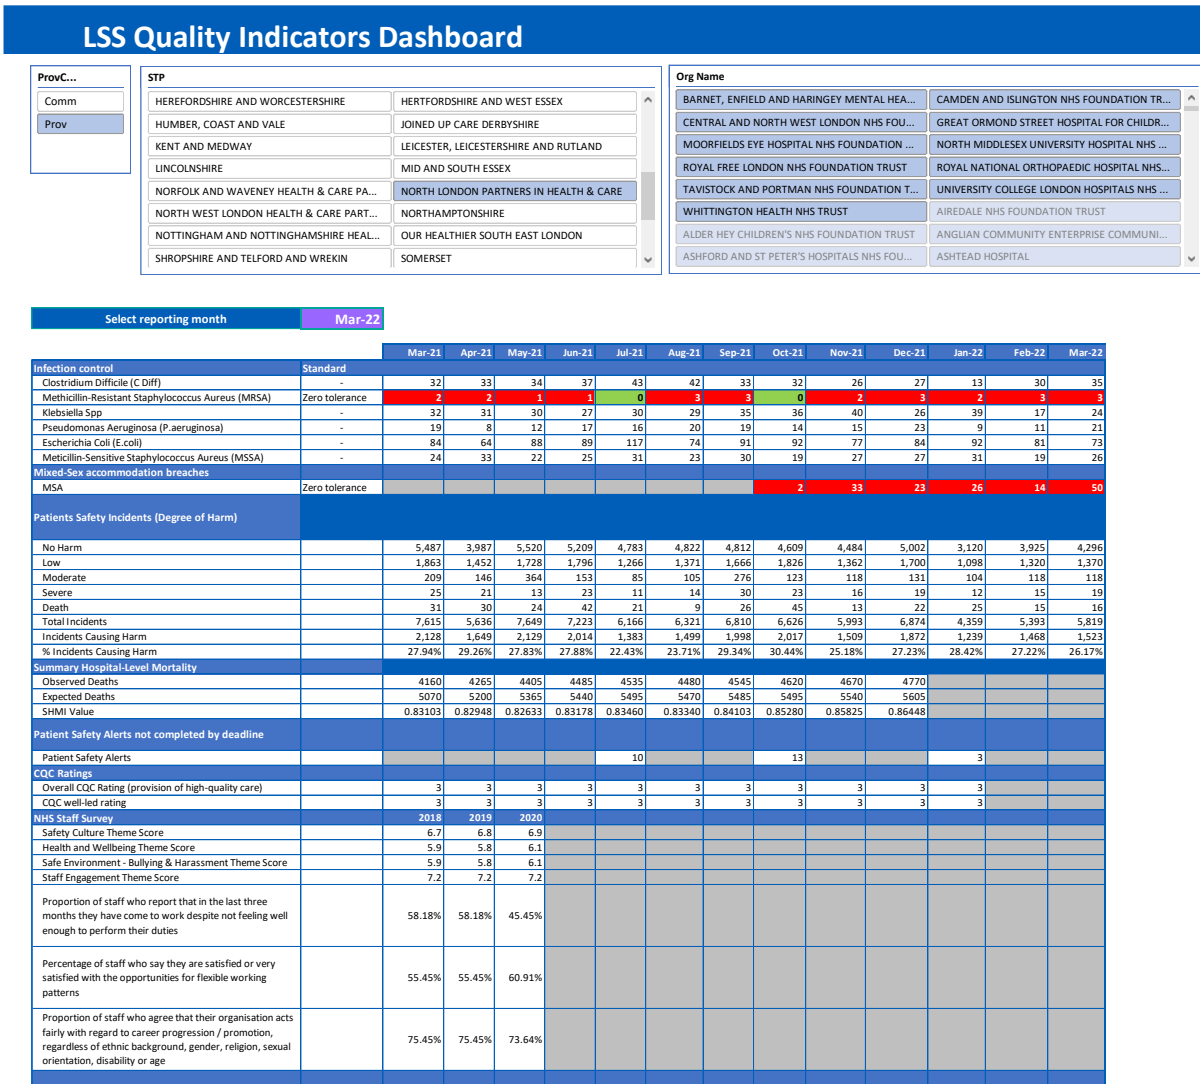 LSS Quality Indicators Dashboard
ProvC...
Comm
Prov
STP
HEREFORDSHIRE AND WORCESTERSHIRE HERTFORDSHIRE AND WEST ESSEX
HUMBER, COAST AND VALE JOINED UP CARE DERBYSHIRE
KENT AND MEDWAY LEICESTER, LEICESTERSHIRE AND RUTLAND
LINCOLNSHIRE MID AND SOUTH ESSEX
NORFOLK AND WAVENEY HEALTH & CARE PA... NORTH LONDON PARTNERS IN HEALTH & CARE
NORTH WEST LONDON HEALTH & CARE PART... NORTHAMPTONSHIRE
NOTTINGHAM AND NOTTINGHAMSHIRE HEAL... OUR HEALTHIER SOUTH EAST LONDON
SHROPSHIRE AND TELFORD AND WREKIN SOMERSET
Org Name
BARNET, ENFIELD AND HARINGEY MENTAL HEA... CAMDEN AND ISLINGTON NHS FOUNDATION TR...
CENTRAL AND NORTH WEST LONDON NHS FOU... GREAT ORMOND STREET HOSPITAL FOR CHILDR...
MOORFIELDS EYE HOSPITAL NHS FOUNDATION ... NORTH MIDDLESEX UNIVERSITY HOSPITAL NHS ...
ROYAL FREE LONDON NHS FOUNDATION TRUST ROYAL NATIONAL ORTHOPAEDIC HOSPITAL NHS...
TAVISTOCK AND PORTMAN NHS FOUNDATION T... UNIVERSITY COLLEGE LONDON HOSPITALS NHS ...
WHITTINGTON HEALTH NHS TRUST AIREDALE NHS FOUNDATION TRUST
ALDER HEY CHILDREN'S NHS FOUNDATION TRUST ANGLIAN COMMUNITY ENTERPRISE COMMUNI...
ASHFORD AND ST PETER'S HOSPITALS NHS FOU... ASHTEAD HOSPITAL
Select reporting month Mar-22
Mar-21 Apr-21 May-21 Jun-21 Jul-21 Aug-21 Sep-21 Oct-21 Nov-21 Dec-21 Jan-22 Feb-22 Mar-22
Infection control Standard
Clostridium Difficile (C Diff) - 32 33 34 37 43 42 33 32 26 27 13 30 35
Methicillin-Resistant Staphylococcus Aureus (MRSA) Zero tolerance 2 2 1 1 0 3 3 0 2 3 2 3 3
Klebsiella Spp - 32 31 30 27 30 29 35 36 40 26 39 17 24
Pseudomonas Aeruginosa (P.aeruginosa) - 19 8 12 17 16 20 19 14 15 23 9 11 21
Escherichia Coli (E.coli) - 84 64 88 89 117 74 91 92 77 84 92 81 73
Meticillin-Sensitive Staphylococcus Aureus (MSSA) - 24 33 22 25 31 23 30 19 27 27 31 19 26
Mixed-Sex accommodation breaches
MSA Zero tolerance 2 33 23 26 14 50
Patients Safety Incidents (Degree of Harm)
No Harm 5,487 3,987 5,520 5,209 4,783 4,822 4,812 4,609 4,484 5,002 3,120 3,925 4,296
Low 1,863 1,452 1,728 1,796 1,266 1,371 1,666 1,826 1,362 1,700 1,098 1,320 1,370
Moderate 209 146 364 153 85 105 276 123 118 131 104 118 118
Severe 25 21 13 23 11 14 30 23 16 19 12 15 19
Death 31 30 24 42 21 9 26 45 13 22 25 15 16
Total Incidents 7,615 5,636 7,649 7,223 6,166 6,321 6,810 6,626 5,993 6,874 4,359 5,393 5,819
Incidents Causing Harm 2,128 1,649 2,129 2,014 1,383 1,499 1,998 2,017 1,509 1,872 1,239 1,468 1,523
% Incidents Causing Harm 27.94% 29.26% 27.83% 27.88% 22.43% 23.71% 29.34% 30.44% 25.18% 27.23% 28.42% 27.22% 26.17%
Summary Hospital-Level Mortality
Observed Deaths 4160 4265 4405 4485 4535 4480 4545 4620 4670 4770
Expected Deaths 5070 5200 5365 5440 5495 5470 5485 5495 5540 5605
SHMI Value 0.83103 0.82948 0.82633 0.83178 0.83460 0.83340 0.84103 0.85280 0.85825 0.86448
Patient Safety Alerts not completed by deadline
Patient Safety Alerts 10 13 3
CQC Ratings
Overall CQC Rating (provision of high-quality care) 3 3 3 3 3 3 3 3 3 3 3
CQC well-led rating 3 3 3 3 3 3 3 3 3 3 3
NHS Staff Survey 2018 2019 2020
Safety Culture Theme Score 6.7 6.8 6.9
Health and Wellbeing Theme Score 5.9 5.8 6.1
Safe Environment - Bullying & Harassment Theme Score 5.9 5.8 6.1
Staff Engagement Theme Score 7.2 7.2 7.2
Proportion of staff who report that in the last three
months they have come to work despite not feeling well 58.18% 58.18% 45.45%
enough to perform their duties
Percentage of staff who say they are satisfied or very
satisfied with the opportunities for flexible working 55.45% 55.45% 60.91%
patterns
Proportion of staff who agree that their organisation acts
fairly with regard to career progression / promotion,
regardless of ethnic background, gender, religion, sexual 75.45% 75.45% 73.64%
orientation, disability or age